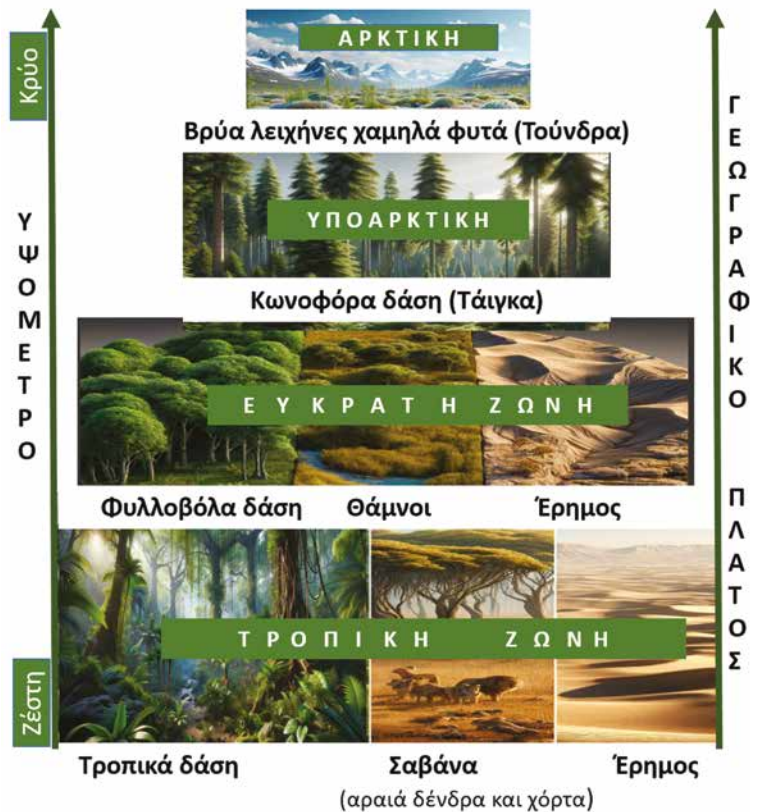 Κρύο
ΑΡΚΤΙΚΗ
Βρύα λειχήνες χαμηλά φυτά (Τούνδρα)
ΥΠΟΑΡΚΤΙΚΗ
Κωνοφόρα δάση (Τάιγκα)
ΥΨΟΜΕΤΡΟ
ΓΕΩΓΡΑΦΙΚΟ ΠΛΑΤΟΣ
ΕΥΚΡΑΤΗ ΖΩΝΗ
Φυλλοβόλα δάση Θάμνοι Έρημος
ΤΡΟΠΙΚΗ ΖΩΝΗ
Ζέστη
Τροπικά δάση Σαβάνα Έρημος
(αραιά δένδρα και χόρτα)